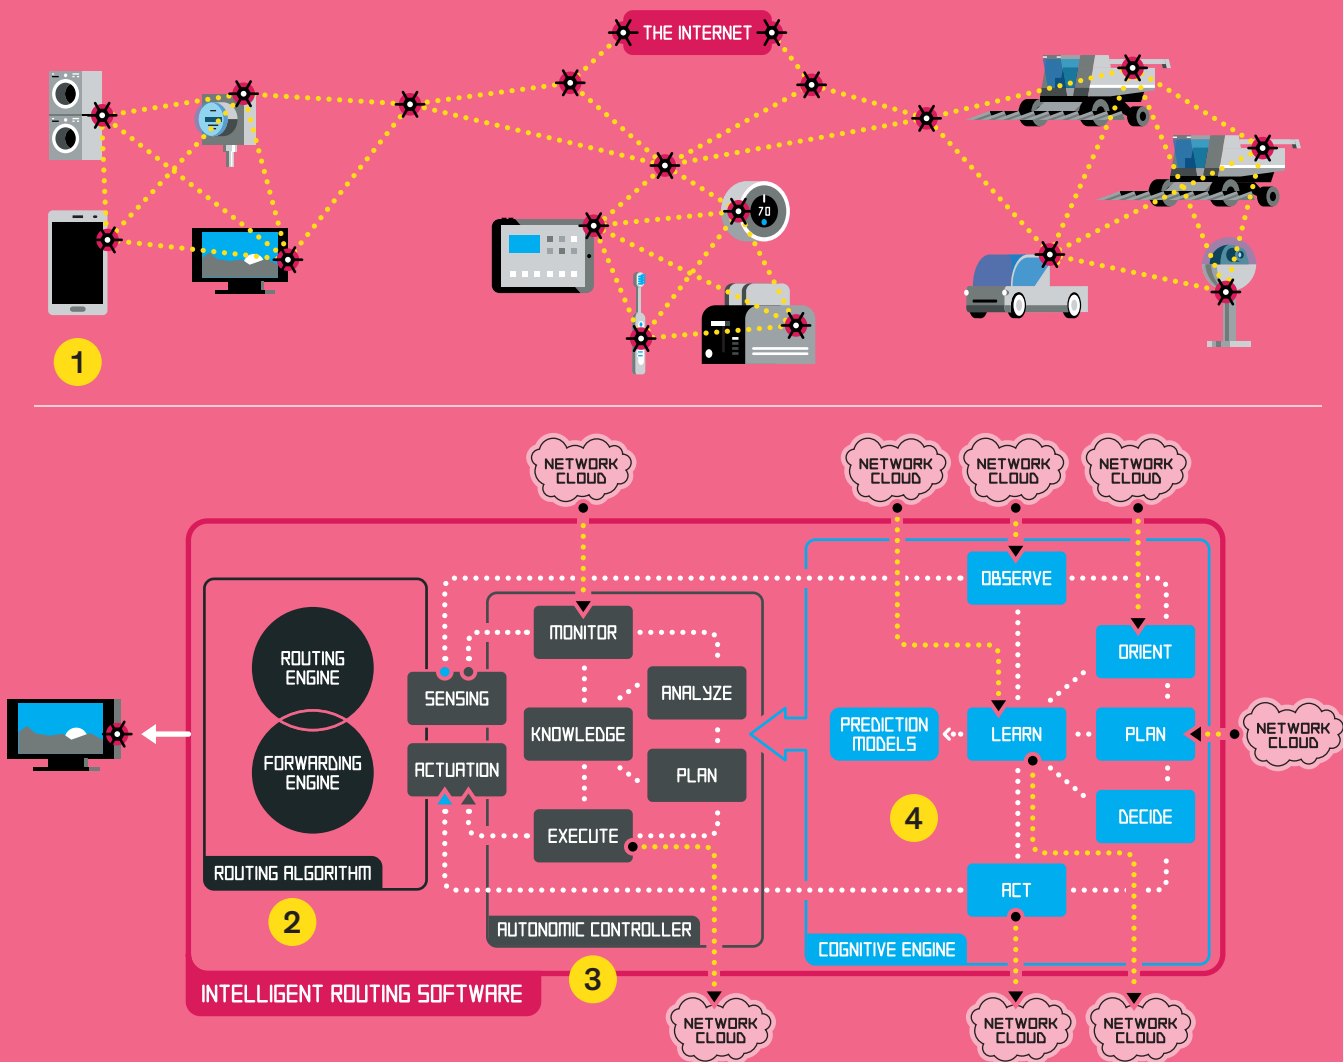 THE INTERNET
70
1
NETWORK
CLOUD
NETWORK
CLOUD
NETWORK
CLOUD
NETWORK
CLOUD
OBSERVE
MONITOR
ORIENT
ROUTING
ENGINE
SENSING
ANALYZE
KNOWLEDGE
PREDICTION
MODELS
LEARN
PLAN
NETWORK
CLOUD
FORWARDING
ENGINE
ACTUATION
PLAN
4
DECIDE
EXECUTE
ROUTING ALGORITHM
ACT
2
AUTONOMIC CONTROLLER
COGNITIVE ENGINE
3
INTELLIGENT ROUTING SOFTWARE
NETWORK
CLOUD
NETWORK
CLOUD
NETWORK
CLOUD